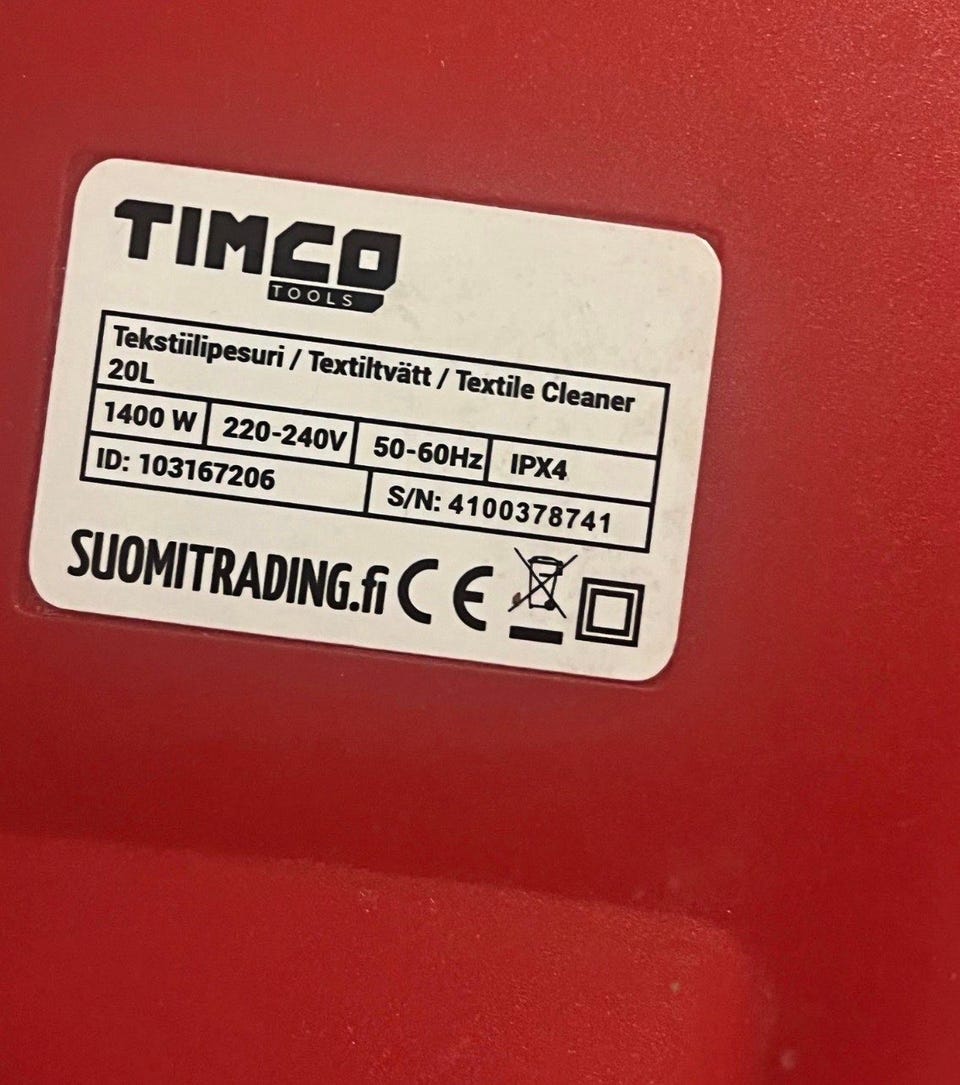 TIMCO
TOOLS
Tekstiilipesuri / Textiltvätt / Textile Cleaner
20L
1400 W 220-240V 50-60Hz IPX4
ID: 103167206 S/N: 4100378741
SUOMITRADING.fi CE